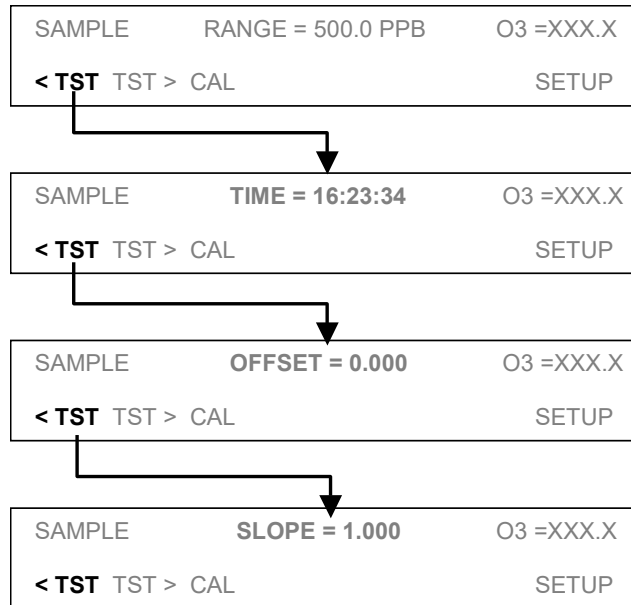 SAMPLE RANGE = 500.0 PPB O3 =XXX.X
< TST TST > CAL SETUP
SAMPLE TIME = 16:23:34 O3 =XXX.X
< TST TST > CAL SETUP
SAMPLE OFFSET = 0.000 O3 =XXX.X
< TST TST > CAL SETUP
SAMPLE SLOPE = 1.000 O3 =XXX.X
< TST TST > CAL SETUP